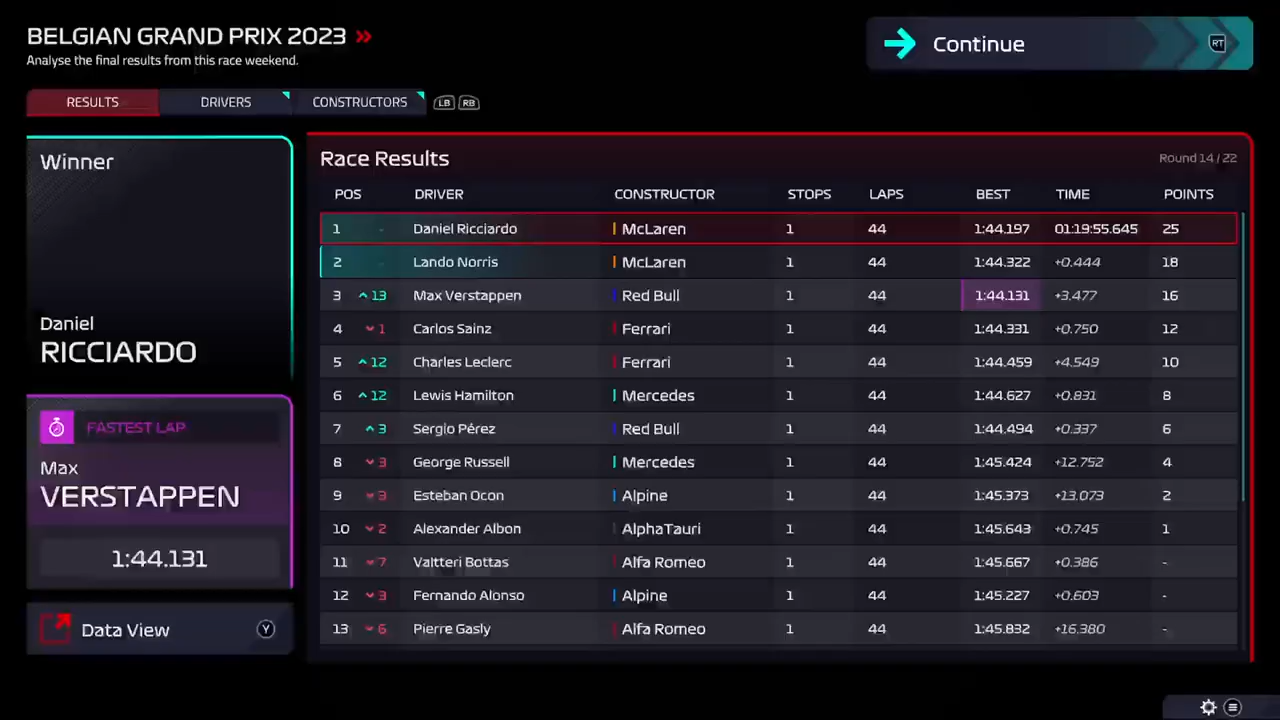 BELGIAN GRAND PRIX 2023
Analyse the final results from this race weekend.
Continue RT
RESULTS DRIVERS CONSTRUCTORS LB RB
Winner
Daniel
RICCIARDO
FASTEST LAP
Max
VERSTAPPEN
1:44.131
Data View Y
Race Results Round 14 / 22
POS DRIVER CONSTRUCTOR STOPS LAPS BEST TIME POINTS
1 - Daniel Ricciardo McLaren 1 44 1:44.197 01:19:55.645 25
2 - Lando Norris McLaren 1 44 1:44.322 +0.444 18
3 13 Max Verstappen Red Bull 1 44 1:44.131 +3.477 16
4 1 Carlos Sainz Ferrari 1 44 1:44.331 +0.750 12
5 12 Charles Leclerc Ferrari 1 44 1:44.459 +4.549 10
6 12 Lewis Hamilton Mercedes 1 44 1:44.627 +0.831 8
7 3 Sergio Pérez Red Bull 1 44 1:44.494 +0.337 6
8 3 George Russell Mercedes 1 44 1:45.424 +12.752 4
9 3 Esteban Ocon Alpine 1 44 1:45.373 +13.073 2
10 2 Alexander Albon AlphaTauri 1 44 1:45.643 +0.745 1
11 7 Valtteri Bottas Alfa Romeo 1 44 1:45.667 +0.386 -
12 3 Fernando Alonso Alpine 1 44 1:45.227 +0.603 -
13 6 Pierre Gasly Alfa Romeo 1 44 1:45.832 +16.380 -